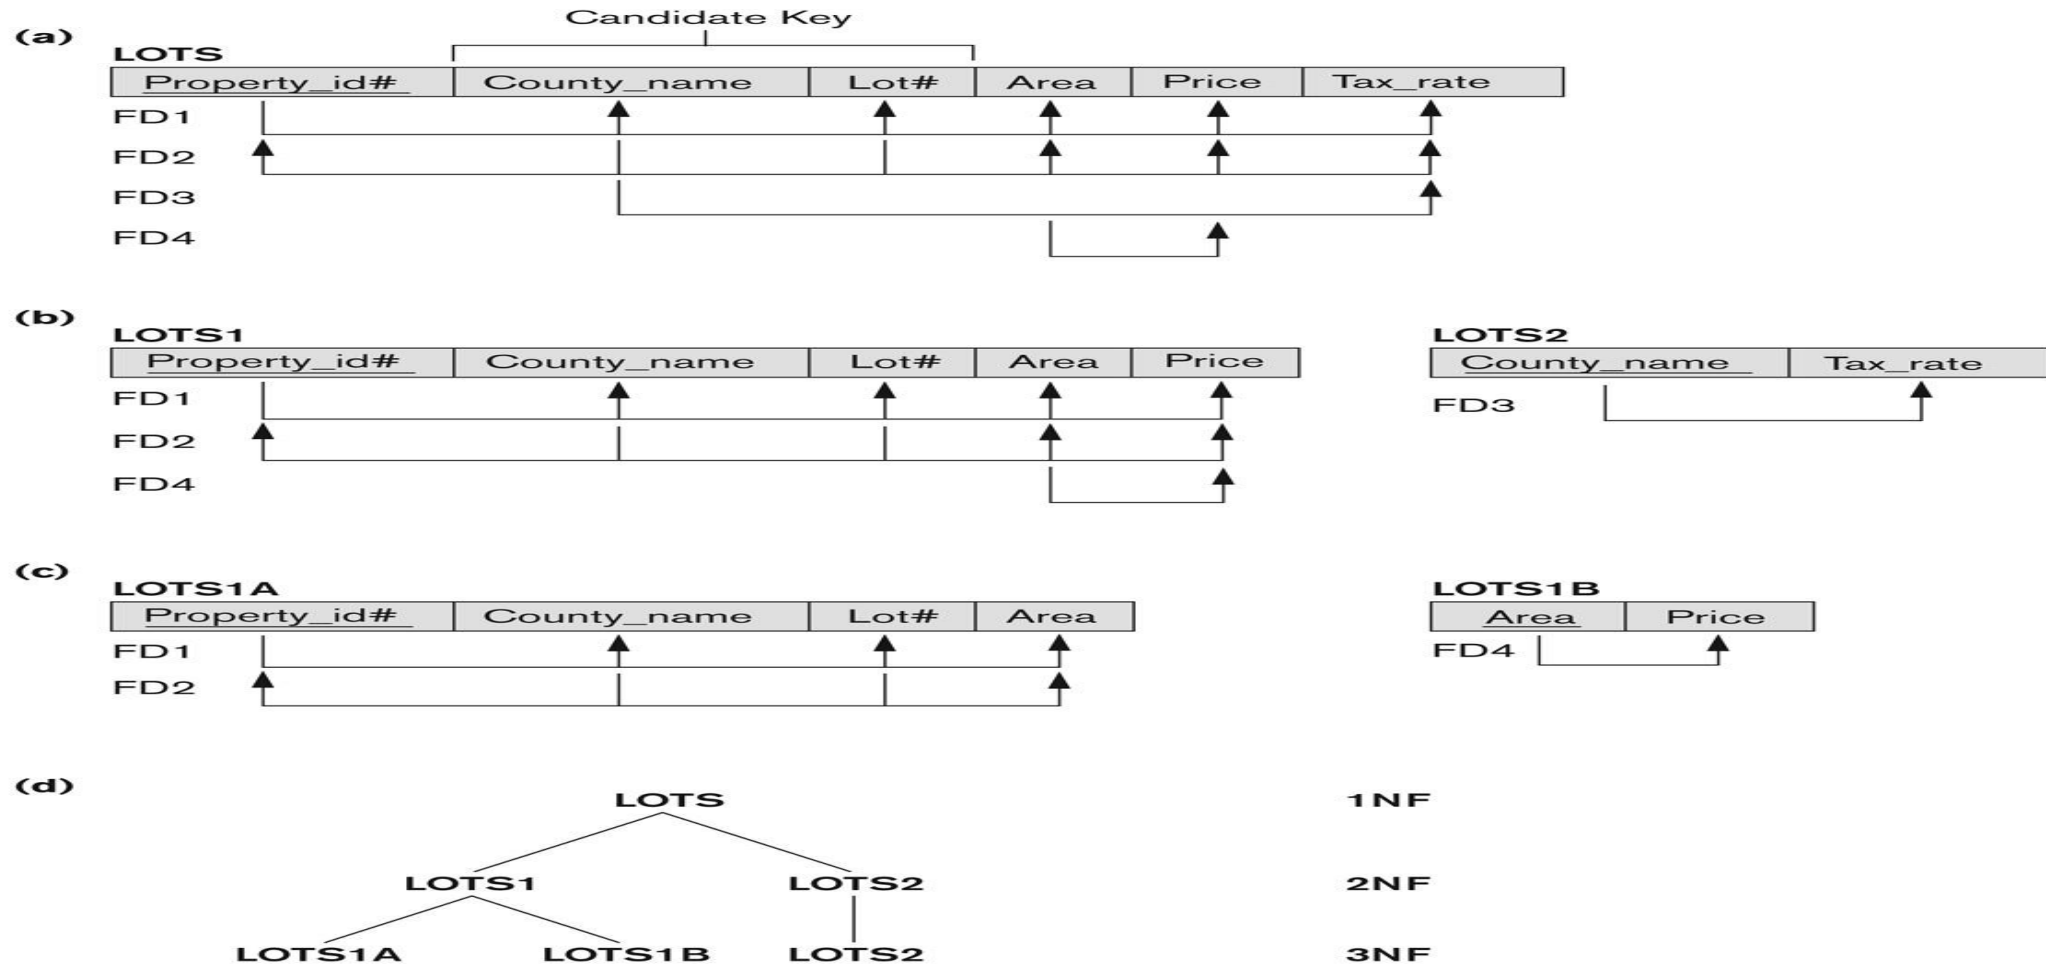 Candidate Key
(a)
LOTS
Property_id# County_name Lot# Area Price Tax_rate
FD1
FD2
FD3
FD4
(b)
LOTS1
Property_id# County_name Lot# Area Price
FD1
FD2
FD4
LOTS2
County_name Tax_rate
FD3
(c)
LOTS1A
Property_id# County_name Lot# Area
FD1
FD2
LOTS1B
Area Price
FD4
(d)
LOTS 1NF
LOTS1 LOTS2 2NF
LOTS1A LOTS1B LOTS2 3NF